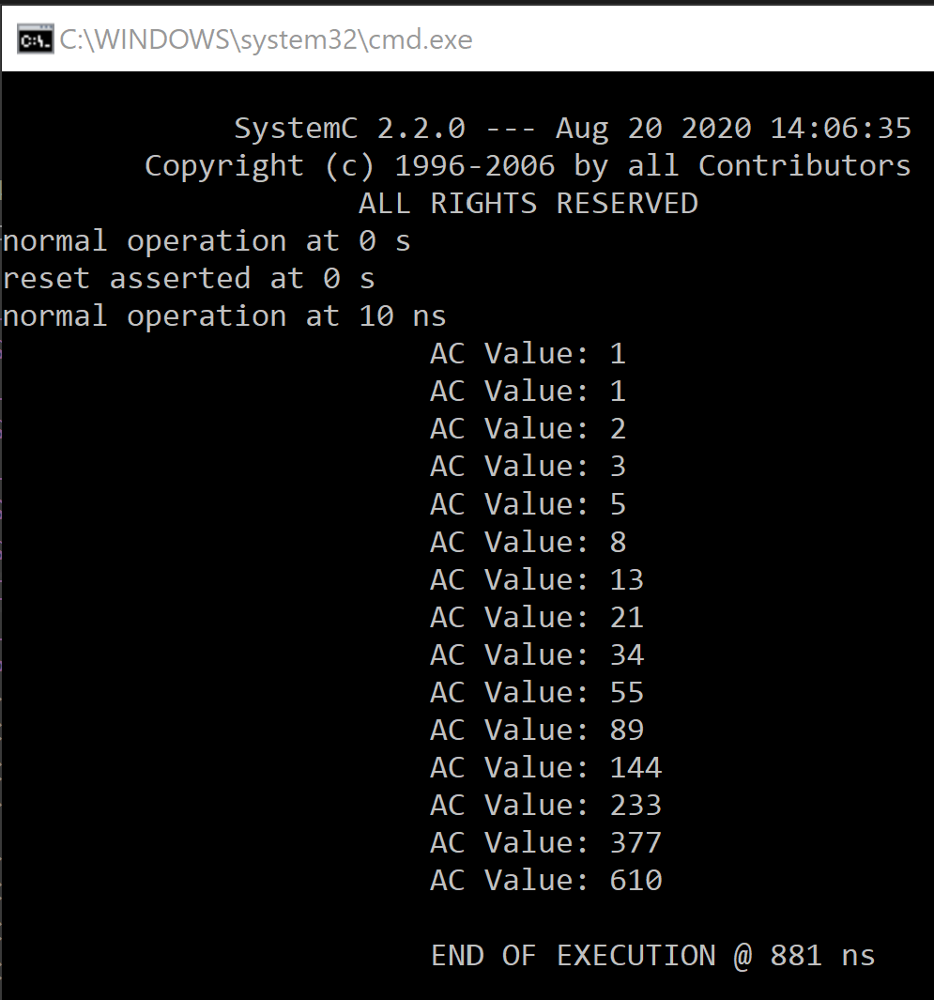 C:\WINDOWS\system32\cmd.exe
SystemC 2.2.0 --- Aug 20 2020 14:06:35
Copyright (c) 1996-2006 by all Contributors
ALL RIGHTS RESERVED
normal operation at 0 s
reset asserted at 0 s
normal operation at 10 ns
AC Value: 1
AC Value: 1
AC Value: 2
AC Value: 3
AC Value: 5
AC Value: 8
AC Value: 13
AC Value: 21
AC Value: 34
AC Value: 55
AC Value: 89
AC Value: 144
AC Value: 233
AC Value: 377
AC Value: 610
END OF EXECUTION @ 881 ns